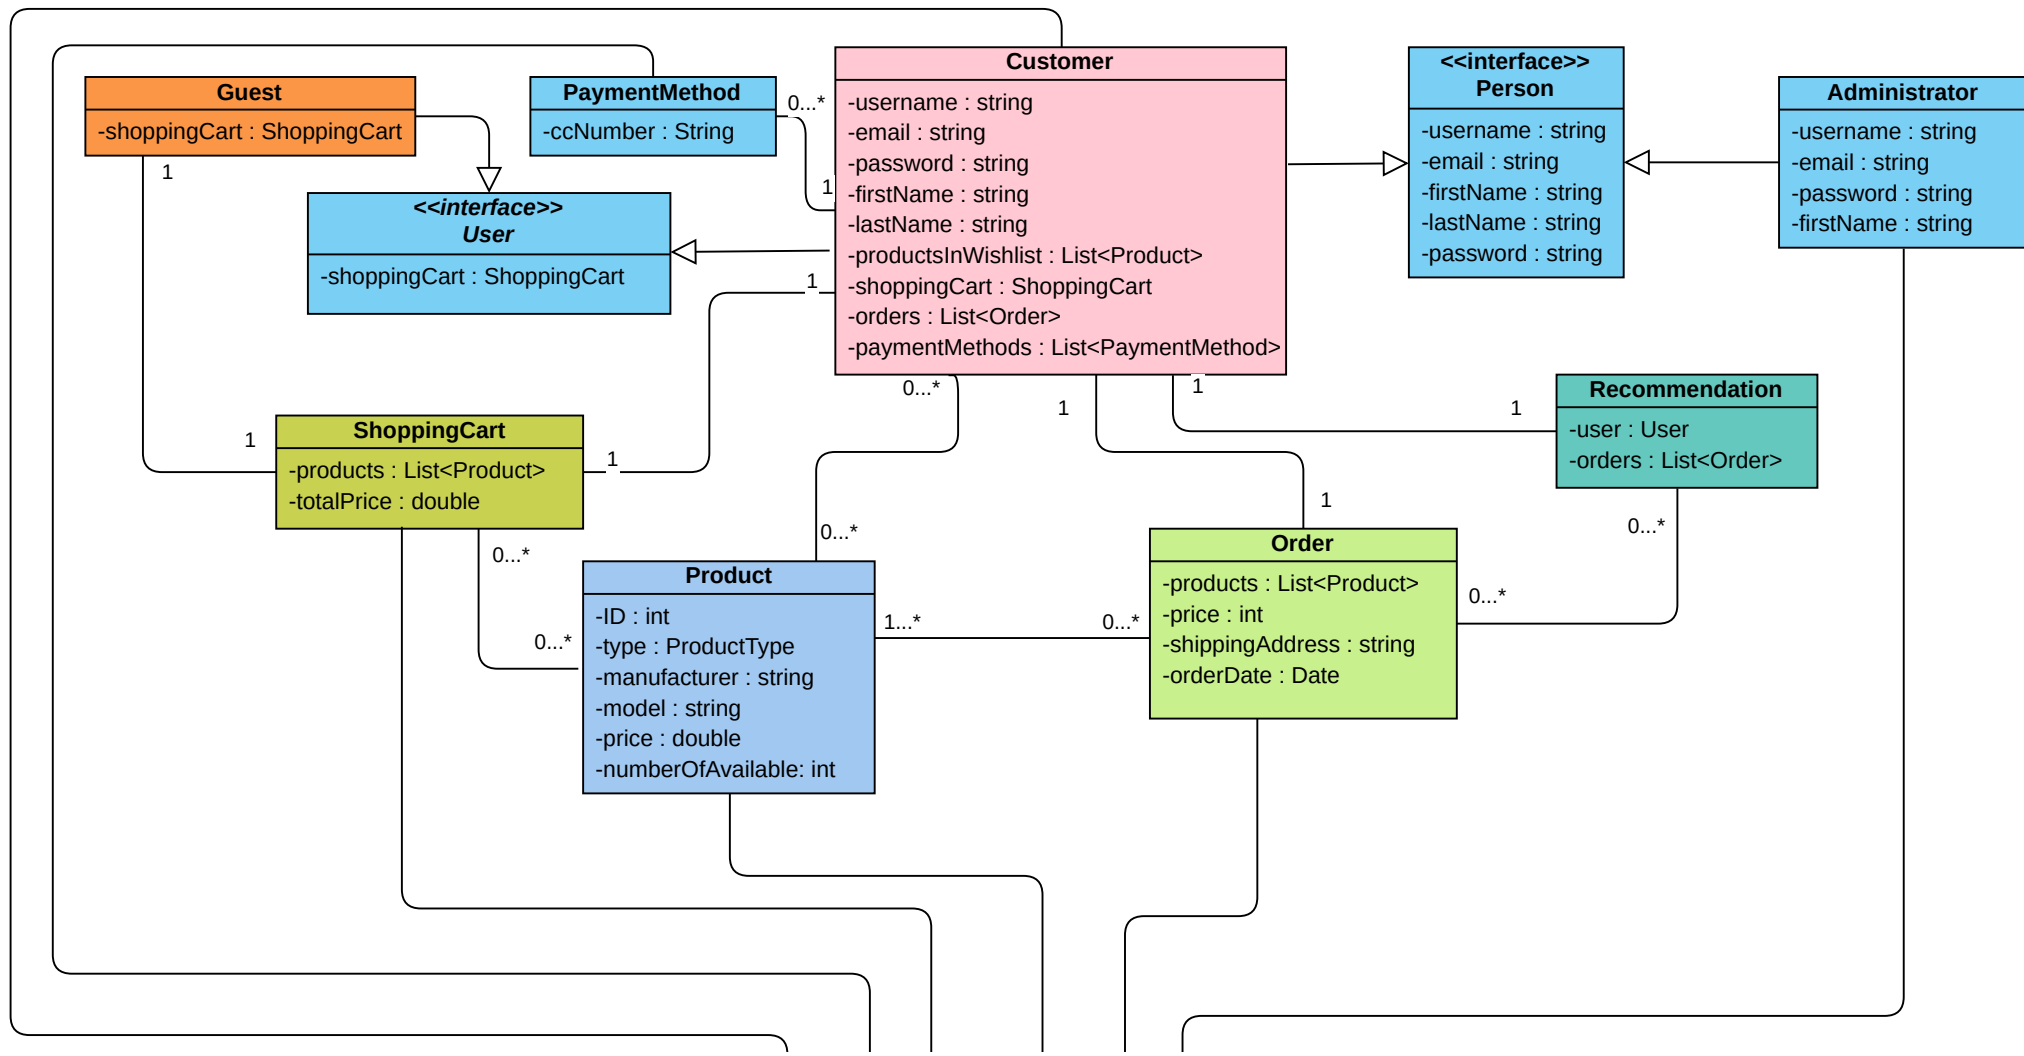 Guest
-shoppingCart : ShoppingCart
1
PaymentMethod
-ccNumber : String
0...*
1
<<interface>>
User
-shoppingCart : ShoppingCart
Customer
-username : string
-email : string
-password : string
-firstName : string
-lastName : string
-productsInWishlist : List<Product>
-shoppingCart : ShoppingCart
-orders : List<Order>
-paymentMethods : List<PaymentMethod>
1
0...*
1
1
<<interface>>
Person
-username : string
-email : string
-firstName : string
-lastName : string
-password : string
Administrator
-username : string
-email : string
-password : string
-firstName : string
1
ShoppingCart
-products : List<Product>
-totalPrice : double
1
0...*
0...*
0...*
Product
-ID : int
-type : ProductType
-manufacturer : string
-model : string
-price : double
-numberOfAvailable: int
1...*
0...*
1
Order
-products : List<Product>
-price : int
-shippingAddress : string
-orderDate : Date
0...*
1
Recommendation
-user : User
-orders : List<Order>
0...*